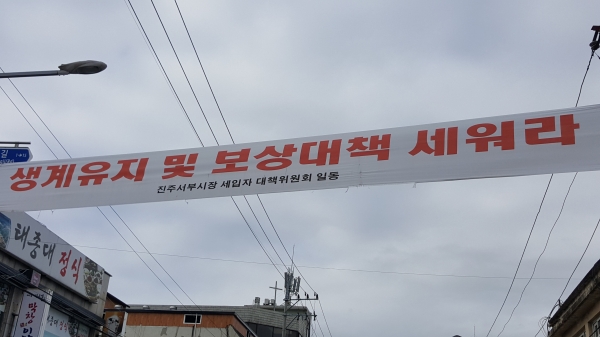 생계유지 및 보상대책 세워라
진주서부시장 세입자 대책위원회 일동
태종대 정식